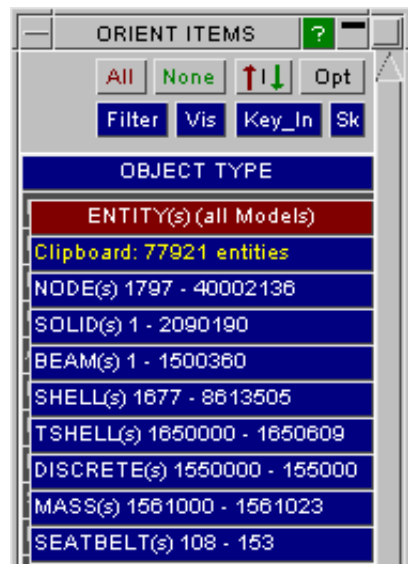 ORIENT ITEMS ?
All None I Opt
Filter Vis Key_In Sk
OBJECT TYPE
ENTITY(s) (all Models)
Clipboard: 77921 entities
NODE(s) 1797 - 40002136
SOLID(s) 1 - 2090190
BEAM(s) 1 - 1500360
SHELL(s) 1677 - 8613505
TSHELL(s) 1650000 - 1650609
DISCRETE(s) 1550000 - 155000
MASS(s) 1561000 - 1561023
SEATBELT(s) 108 - 153